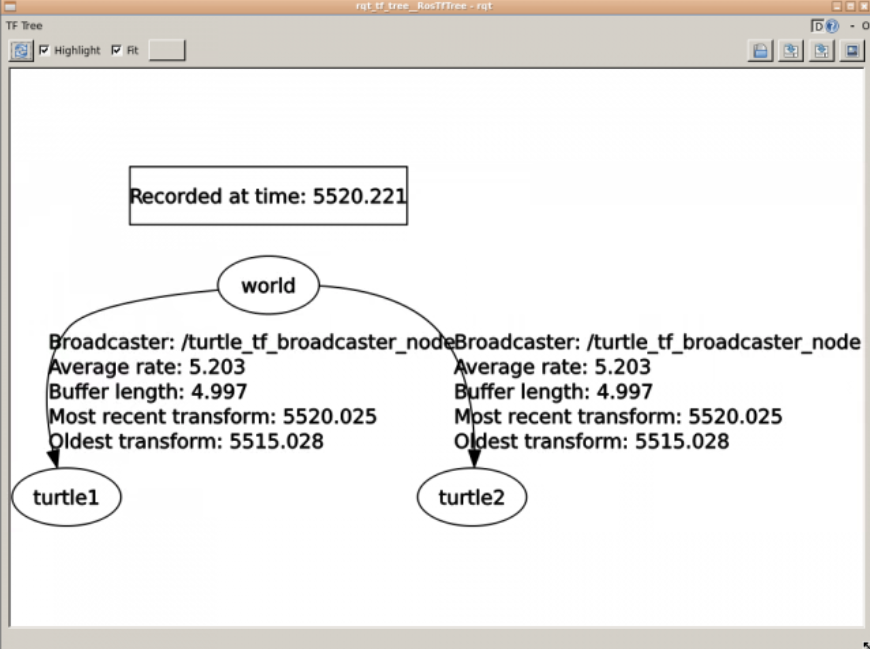 rqt_tf_tree__RosTfTree - rqt
TF Tree
D
- O
Highlight
Fit
Recorded at time: 5520.221
world
Broadcaster: /turtle_tf_broadcaster_node
Average rate: 5.203
Buffer length: 4.997
Most recent transform: 5520.025
Oldest transform: 5515.028
Broadcaster: /turtle_tf_broadcaster_node
Average rate: 5.203
Buffer length: 4.997
Most recent transform: 5520.025
Oldest transform: 5515.028
turtle1
turtle2